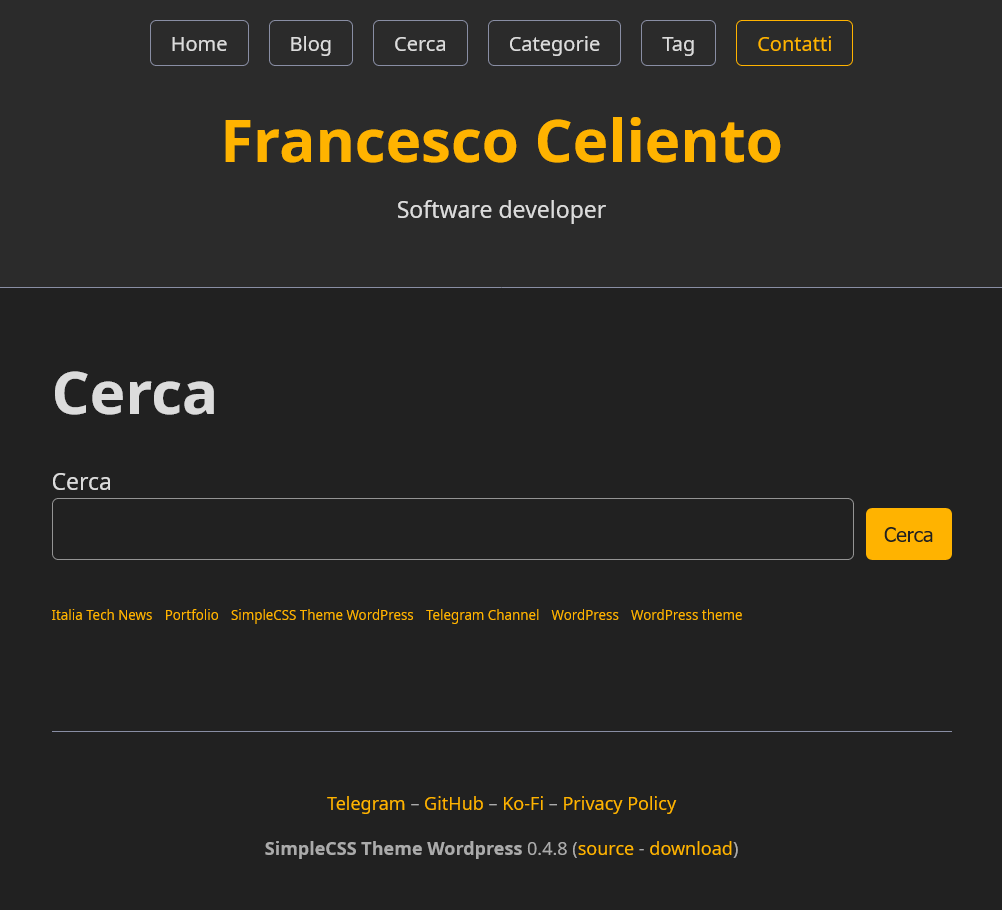 Home Blog Cerca Categorie Tag Contatti
Francesco Celiento
Software developer
Cerca
Cerca
Cerca
Italia Tech News Portfolio SimpleCSS Theme WordPress Telegram Channel WordPress WordPress theme
Telegram – GitHub – Ko-Fi – Privacy Policy
SimpleCSS Theme Wordpress 0.4.8 (source - download)